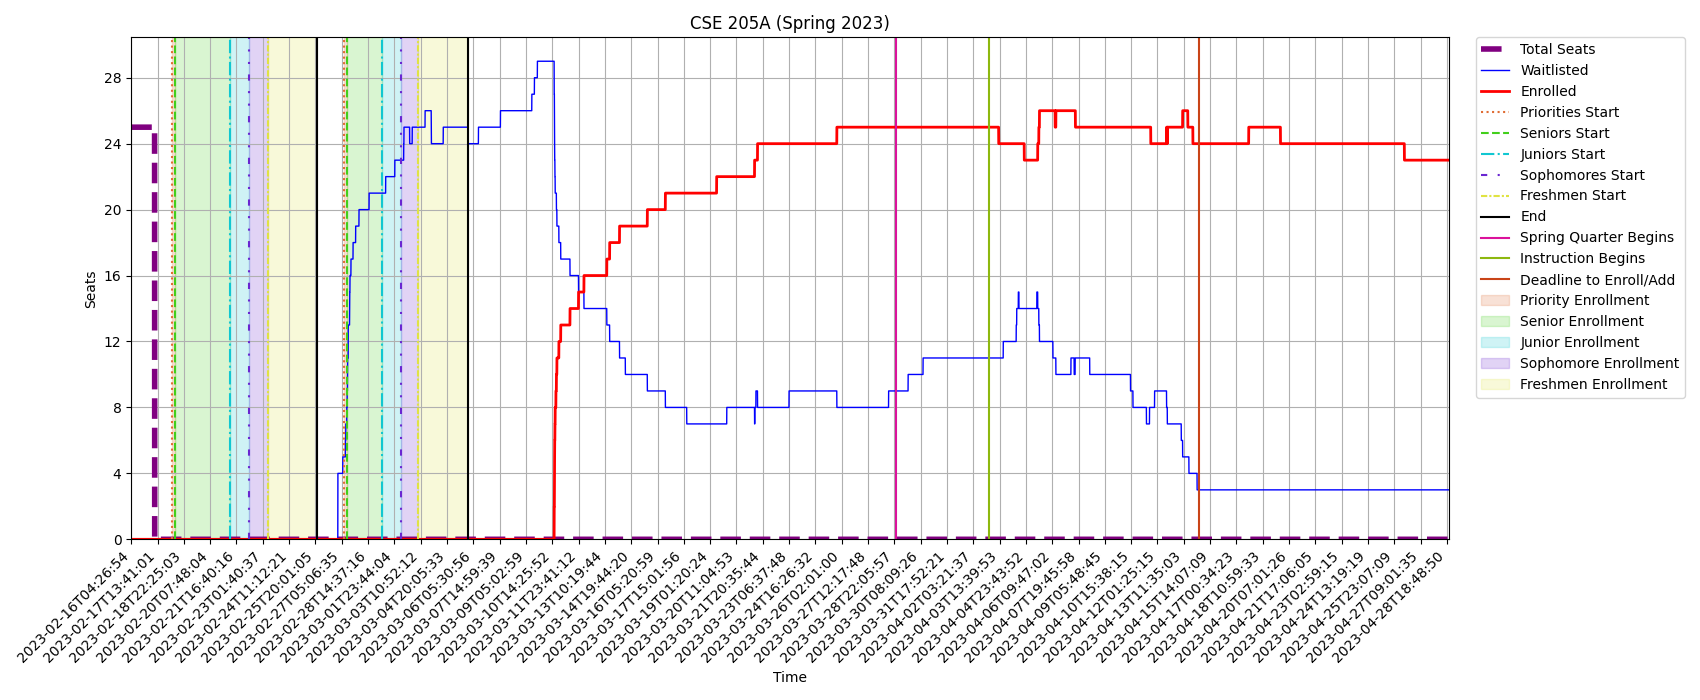 CSE 205A (Spring 2023)
Seats
28
24
20
16
12
8
4
0
2023-02-16T04:26:54
2023-02-17T13:41:01
2023-02-18T22:25:03
2023-02-20T07:48:04
2023-02-21T16:40:16
2023-02-23T01:40:37
2023-02-24T11:12:21
2023-02-25T20:01:05
2023-02-27T05:06:35
2023-02-28T14:37:16
2023-03-01T23:44:04
2023-03-03T10:52:12
2023-03-04T20:05:33
2023-03-06T05:30:56
2023-03-07T14:59:39
2023-03-09T05:02:59
2023-03-10T14:25:52
2023-03-11T23:41:12
2023-03-13T10:19:44
2023-03-14T19:44:20
2023-03-16T05:20:59
2023-03-17T15:01:56
2023-03-19T01:20:24
2023-03-20T11:04:53
2023-03-21T20:35:44
2023-03-23T06:37:48
2023-03-24T16:26:32
2023-03-26T02:01:00
2023-03-27T12:17:48
2023-03-28T22:05:57
2023-03-30T08:09:26
2023-03-31T17:52:21
2023-04-02T03:21:37
2023-04-03T13:39:53
2023-04-04T23:43:52
2023-04-06T09:47:02
2023-04-07T19:45:58
2023-04-09T05:48:45
2023-04-10T15:38:15
2023-04-12T01:25:15
2023-04-13T11:35:03
2023-04-15T14:07:09
2023-04-17T00:34:23
2023-04-18T10:59:33
2023-04-20T07:01:26
2023-04-21T17:06:05
2023-04-23T02:59:15
2023-04-24T13:19:19
2023-04-25T23:07:09
2023-04-27T09:01:35
2023-04-28T18:48:50
Time
Total Seats
Waitlisted
Enrolled
Priorities Start
Seniors Start
Juniors Start
Sophomores Start
Freshmen Start
End
Spring Quarter Begins
Instruction Begins
Deadline to Enroll/Add
Priority Enrollment
Senior Enrollment
Junior Enrollment
Sophomore Enrollment
Freshmen Enrollment